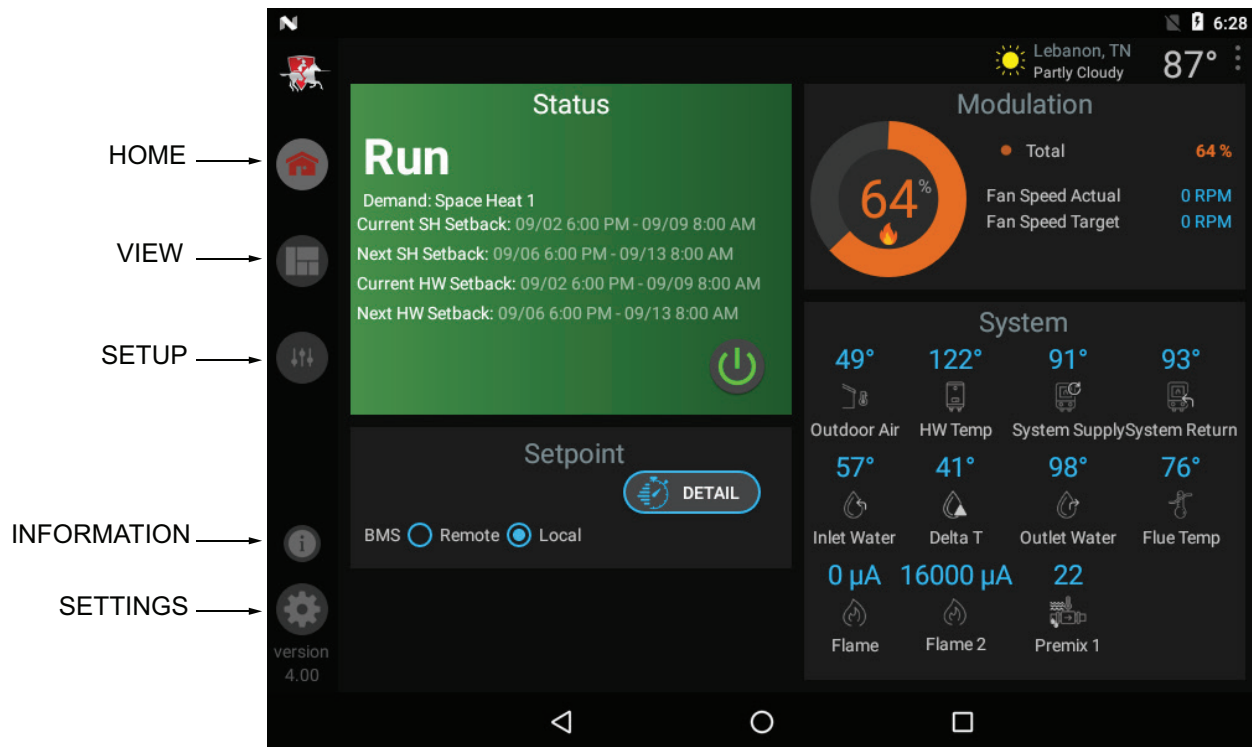 6:28
Lebanon, TN
Partly Cloudy
87°
HOME
VIEW
SETUP
INFORMATION
SETTINGS
version
4.00
Status
Run
Demand: Space Heat 1
Current SH Setback: 09/02 6:00 PM - 09/09 8:00 AM
Next SH Setback: 09/06 6:00 PM - 09/13 8:00 AM
Current HW Setback: 09/02 6:00 PM - 09/09 8:00 AM
Next HW Setback: 09/06 6:00 PM - 09/13 8:00 AM
Setpoint
DETAIL
BMS Remote Local
Modulation
64%
Total 64 %
Fan Speed Actual 0 RPM
Fan Speed Target 0 RPM
System
49° 122° 91° 93°
Outdoor Air HW Temp System Supply System Return
57° 41° 98° 76°
Inlet Water Delta T Outlet Water Flue Temp
0 µA 16000 µA 22
Flame Flame 2 Premix 1